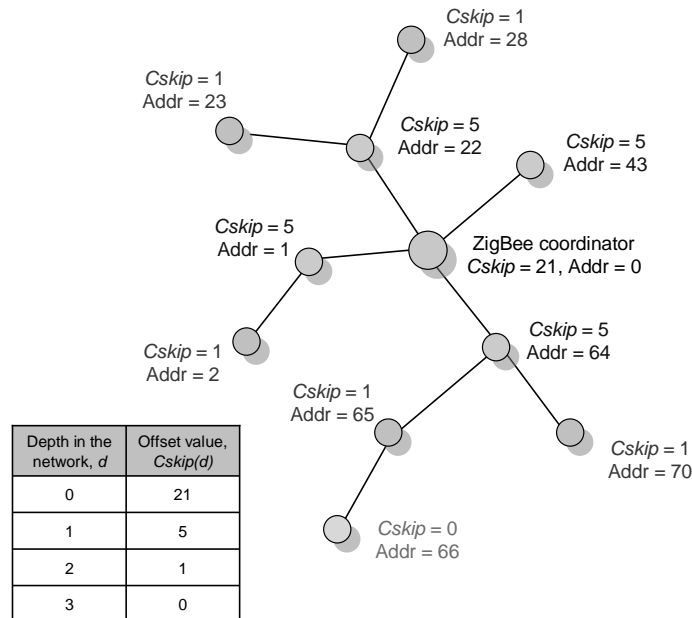 Cskip = 1
Addr = 28
Cskip = 1
Addr = 23
Cskip = 5
Addr = 22
Cskip = 5
Addr = 43
Cskip = 5
Addr = 1
ZigBee coordinator
Cskip = 21, Addr = 0
Cskip = 5
Addr = 64
Cskip = 1
Addr = 2
Cskip = 1
Addr = 65
Cskip = 1
Addr = 70
Cskip = 0
Addr = 66
Depth in the network, d
Offset value, Cskip(d)
0 21
1 5
2 1
3 0